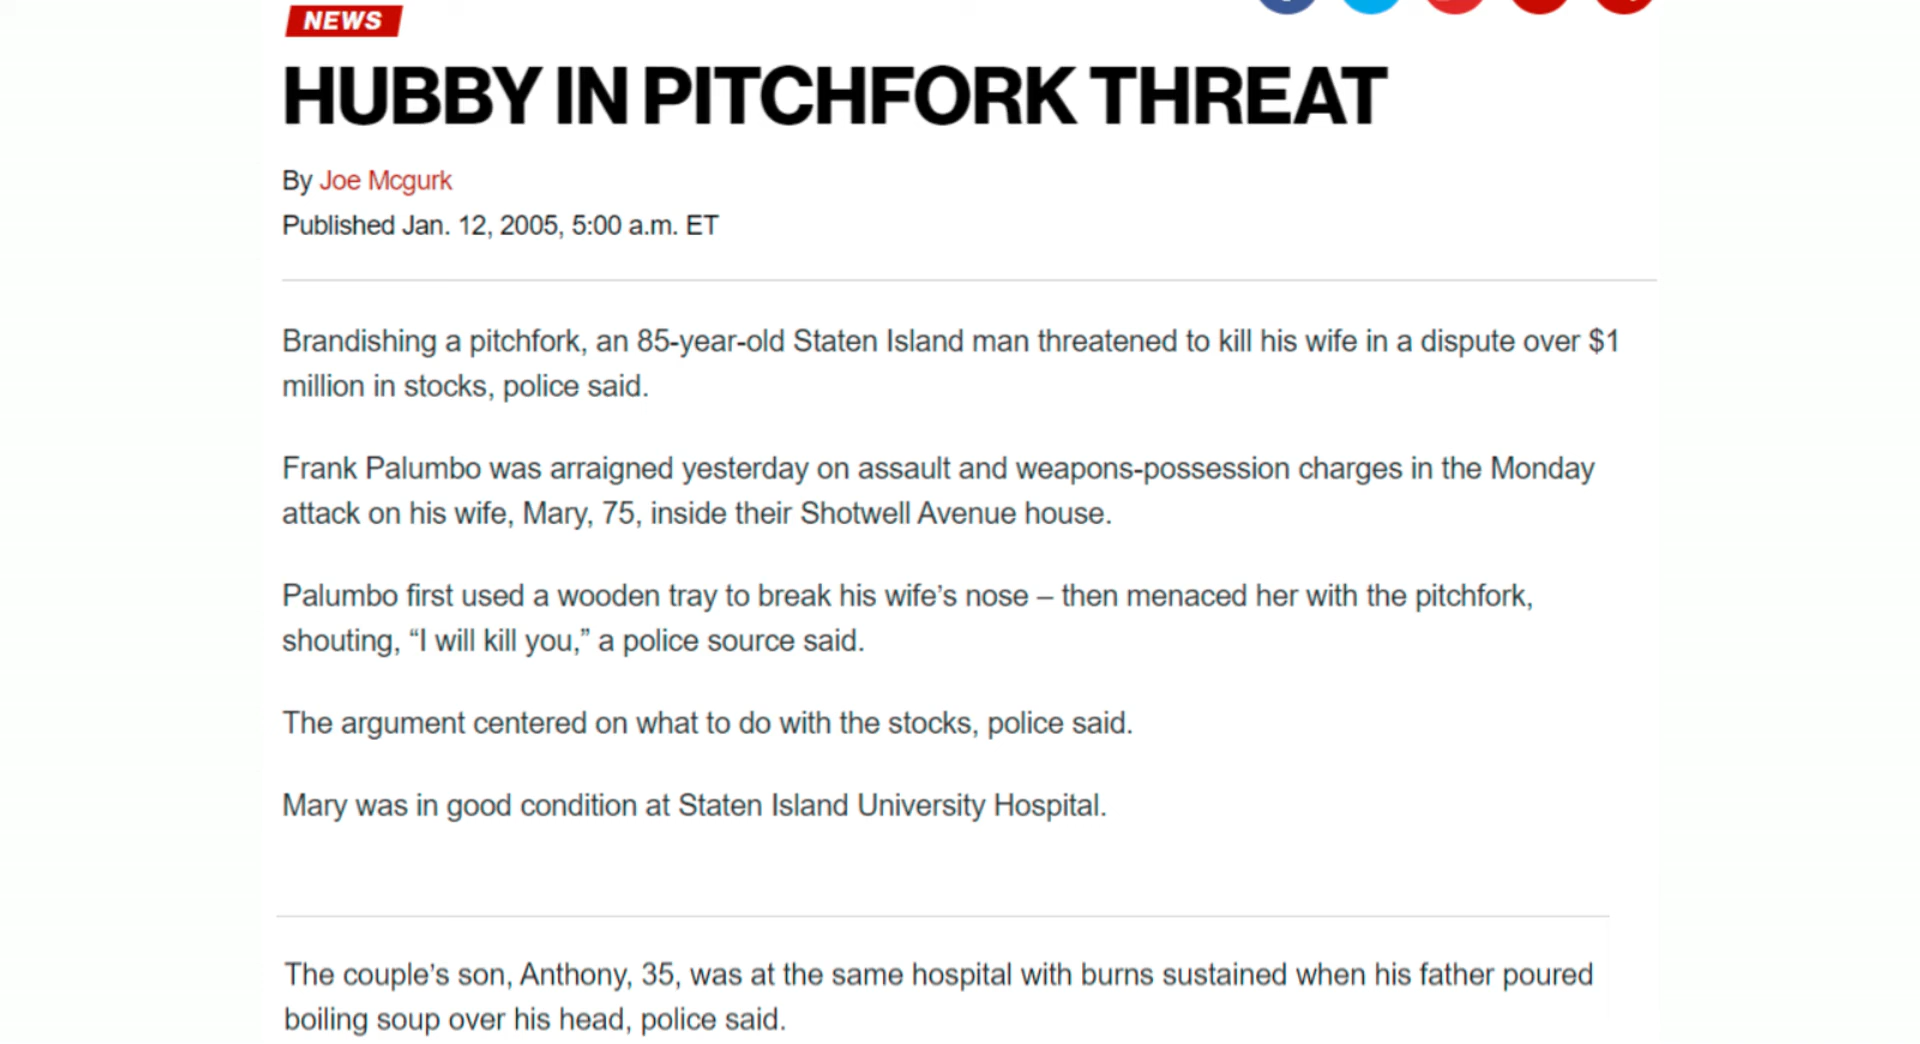 NEWS
HUBBY IN PITCHFORK THREAT
By Joe Mcgurk
Published Jan. 12, 2005, 5:00 a.m. ET
Brandishing a pitchfork, an 85-year-old Staten Island man threatened to kill his wife in a dispute over $1
million in stocks, police said.
Frank Palumbo was arraigned yesterday on assault and weapons-possession charges in the Monday
attack on his wife, Mary, 75, inside their Shotwell Avenue house.
Palumbo first used a wooden tray to break his wife’s nose – then menaced her with the pitchfork,
shouting, “I will kill you,” a police source said.
The argument centered on what to do with the stocks, police said.
Mary was in good condition at Staten Island University Hospital.
The couple’s son, Anthony, 35, was at the same hospital with burns sustained when his father poured
boiling soup over his head, police said.